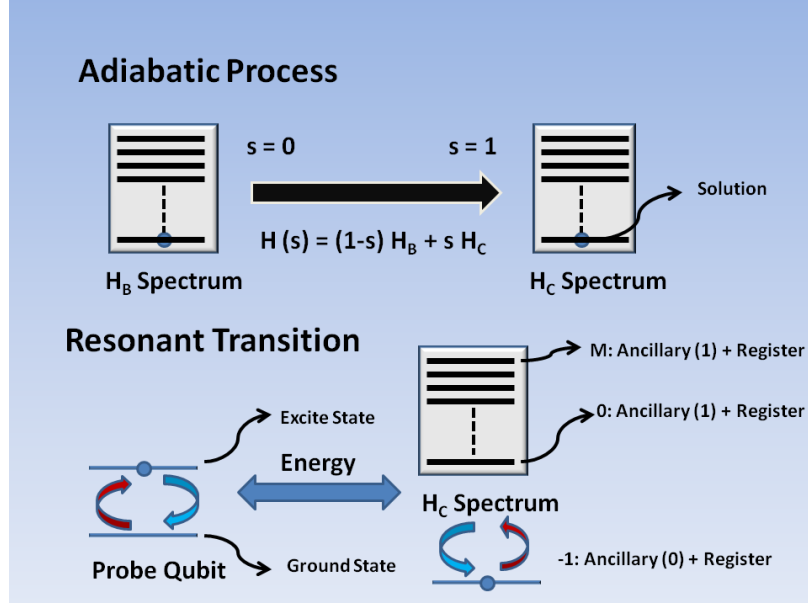 Adiabatic Process
s = 0
s = 1
Solution
H (s) = (1-s) H_B + s H_C
H_B Spectrum
H_C Spectrum
Resonant Transition
M: Ancillary (1) + Register
0: Ancillary (1) + Register
Excite State
Energy
H_C Spectrum
Probe Qubit
Ground State
-1: Ancillary (0) + Register